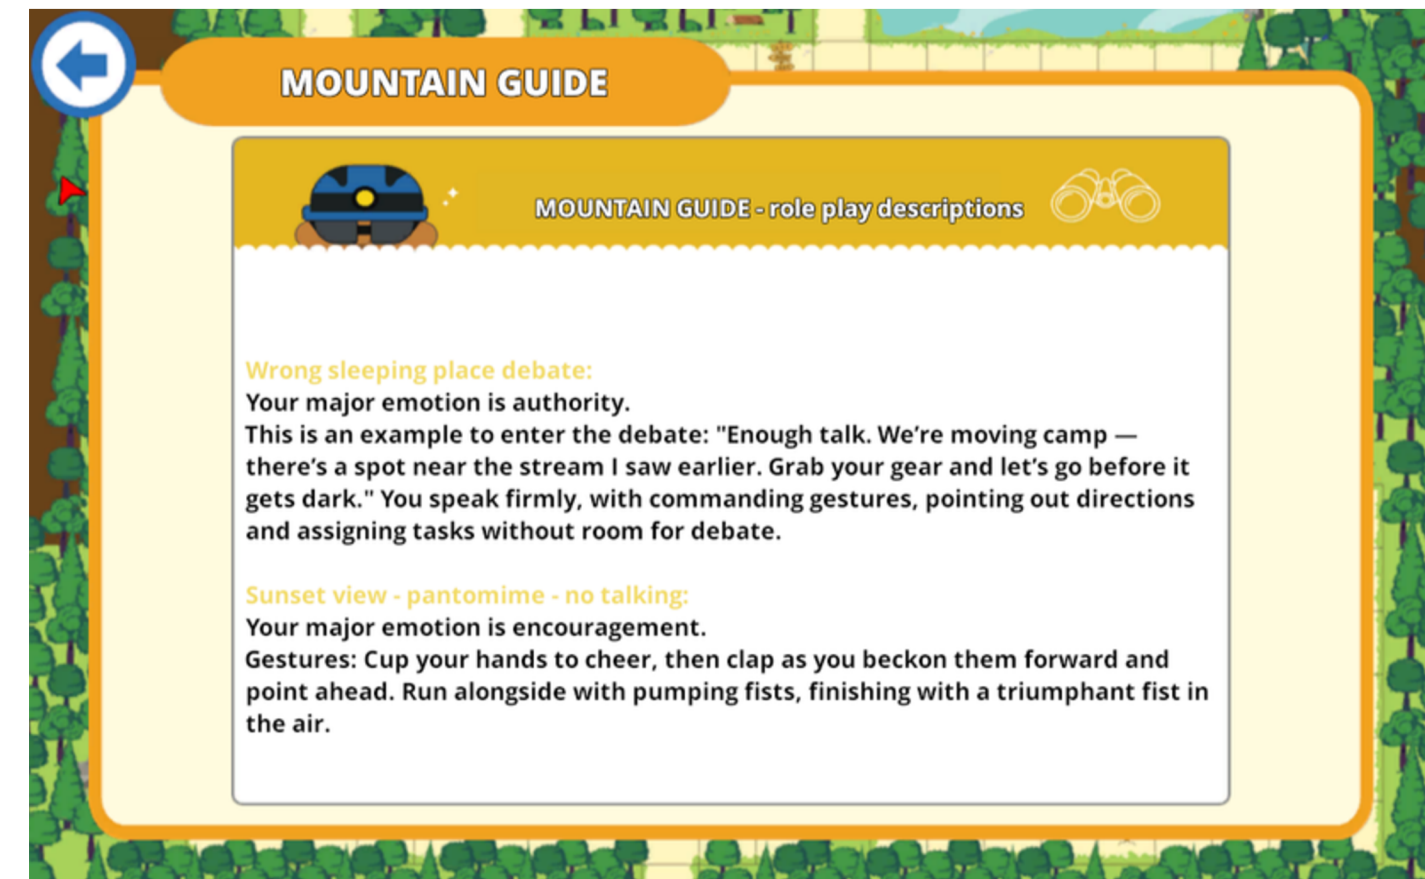 MOUNTAIN GUIDE
MOUNTAIN GUIDE - role play descriptions
Wrong sleeping place debate:
Your major emotion is authority.
This is an example to enter the debate: "Enough talk. We’re moving camp —
there’s a spot near the stream I saw earlier. Grab your gear and let’s go before it
gets dark." You speak firmly, with commanding gestures, pointing out directions
and assigning tasks without room for debate.
Sunset view - pantomime - no talking:
Your major emotion is encouragement.
Gestures: Cup your hands to cheer, then clap as you beckon them forward and
point ahead. Run alongside with pumping fists, finishing with a triumphant fist in
the air.